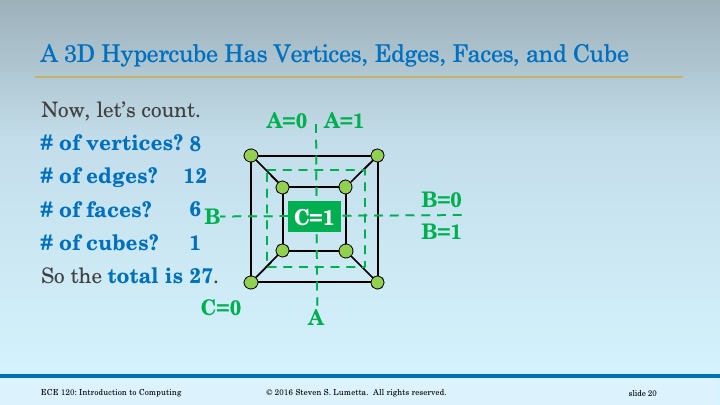 A 3D Hypercube Has Vertices, Edges, Faces, and Cube
Now, let's count.
# of vertices? 8
# of edges? 12
# of faces? 6
# of cubes? 1
So the total is 27.
A=0 A=1
B
C=1
B=0
B=1
C=0
A
ECE 120: Introduction to Computing
© 2016 Steven S. Lumetta. All rights reserved.
slide 20